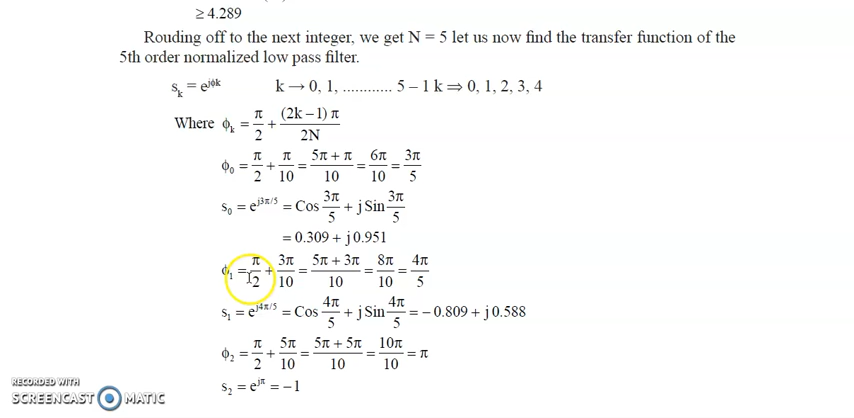 ≥ 4.289
Rouding off to the next integer, we get N = 5 let us now find the transfer function of the
5th order normalized low pass filter.
s_k = e^{jϕk} k → 0, 1, ............ 5 – 1 k ⇒ 0, 1, 2, 3, 4
Where ϕ_k = π/2 + (2k – 1) π/2N
ϕ_0 = π/2 + π/10 = 5π + π/10 = 6π/10 = 3π/5
s_0 = e^{j3π/5} = Cos 3π/5 + j Sin 3π/5
= 0.309 + j 0.951
ϕ_1 = π/2 + 3π/10 = 5π + 3π/10 = 8π/10 = 4π/5
s_1 = e^{j4π/5} = Cos 4π/5 + j Sin 4π/5 = – 0.809 + j 0.588
ϕ_2 = π/2 + 5π/10 = 5π + 5π/10 = 10π/10 = π
s_2 = e^{jπ} = –1
RECORDED WITH
SCREENCAST MATIC